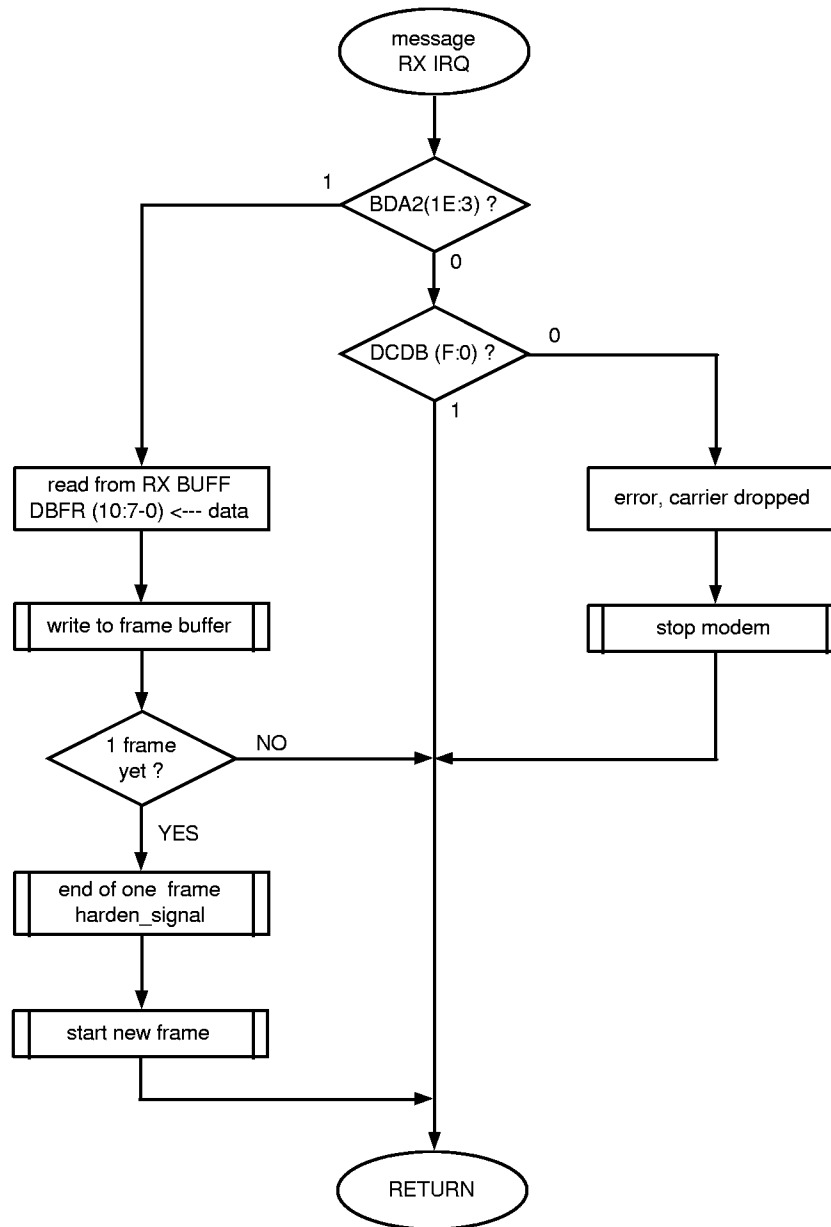 message
RX IRQ
1
BDA2(1E:3) ?
0
DCDB (F:0) ?
0
1
read from RX BUFF
DBFR (10:7-0) <--- data
error, carrier dropped
write to frame buffer
stop modem
1 frame
yet ?
NO
YES
end of one frame
harden_signal
start new frame
RETURN